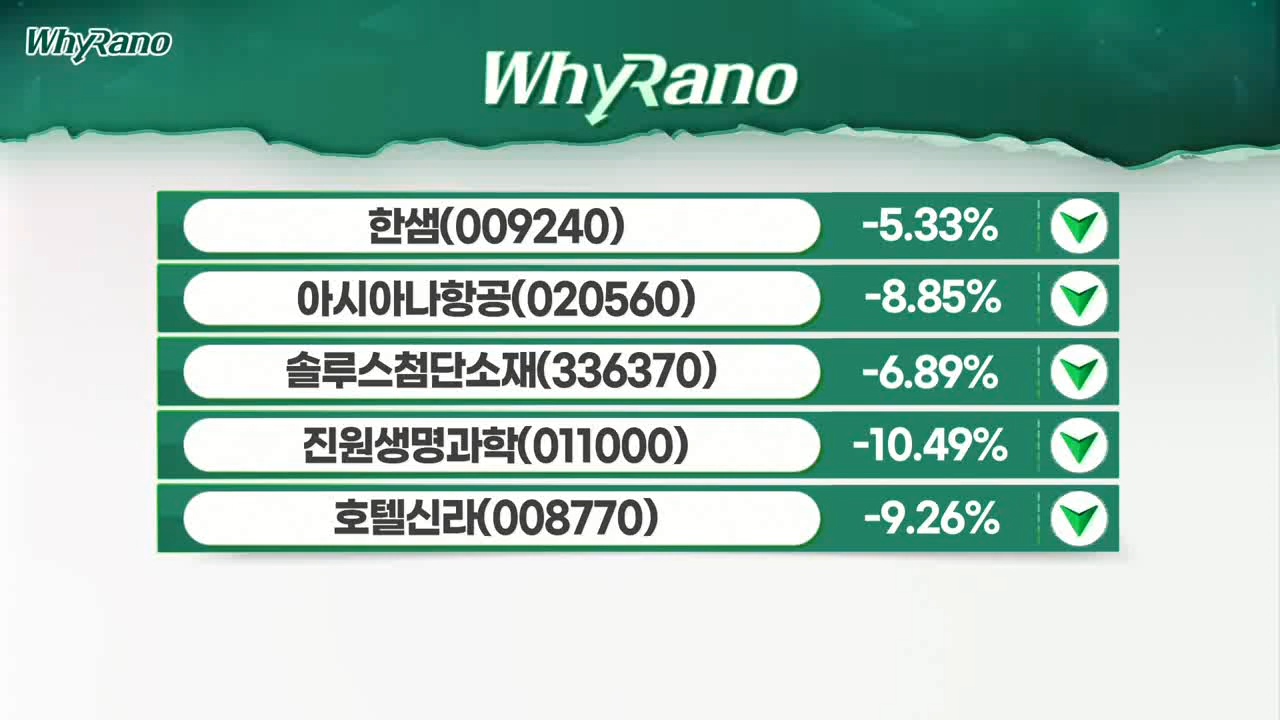 WhyRano
WhyRano
한샘(009240) -5.33%
아시아나항공(020560) -8.85%
솔루스첨단소재(336370) -6.89%
진원생명과학(011000) -10.49%
호텔신라(008770) -9.26%